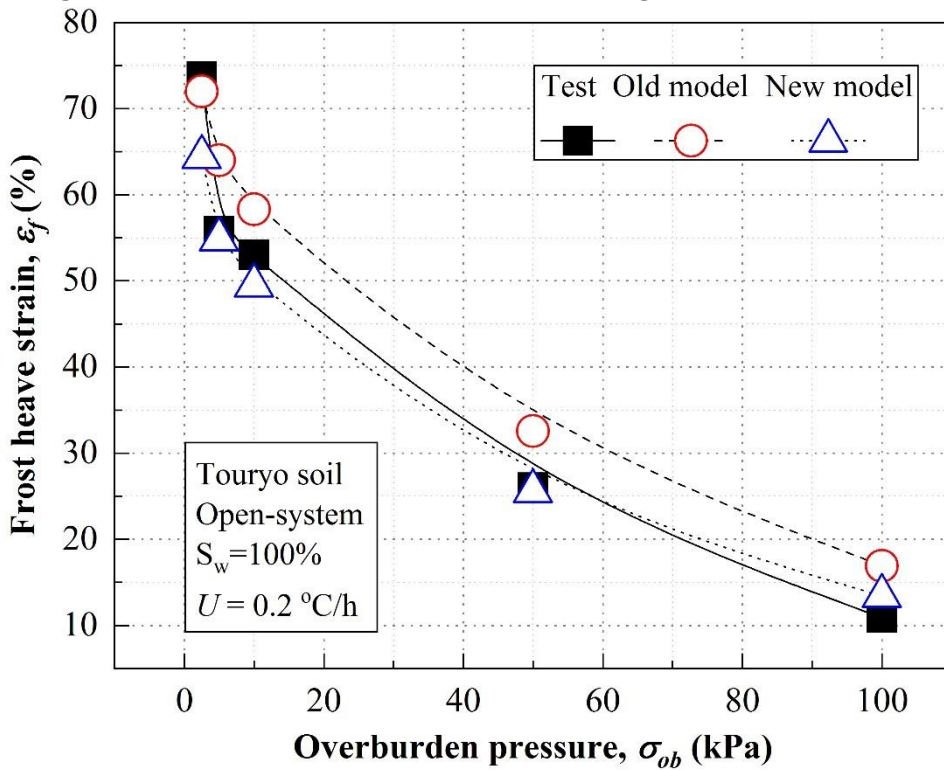 80
70
60
50
40
30
20
10
Frost heave strain, εf (%)
Test Old model New model
Touryo soil
Open-system
Sw=100%
U = 0.2 °C/h
0 20 40 60 80 100
Overburden pressure, σob (kPa)